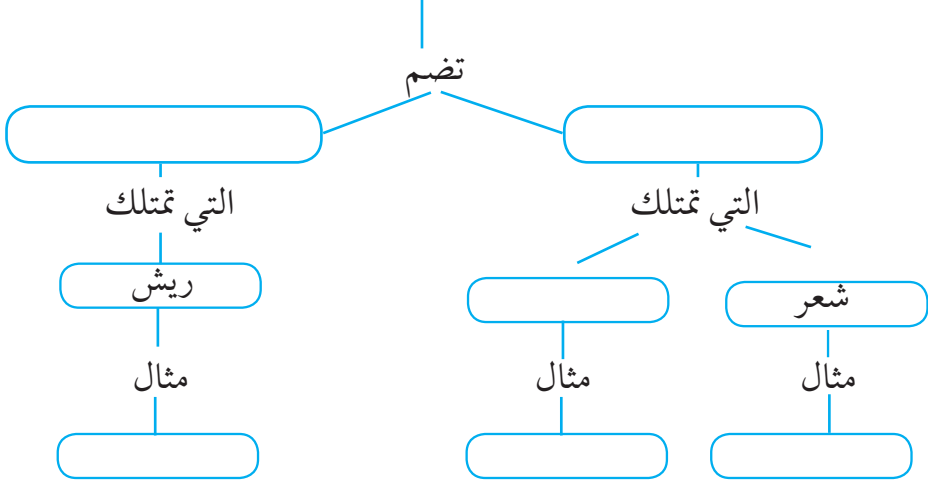 تضم
التي تمتلك
التي تمتلك
شعر
ريش
مثال
مثال
مثال